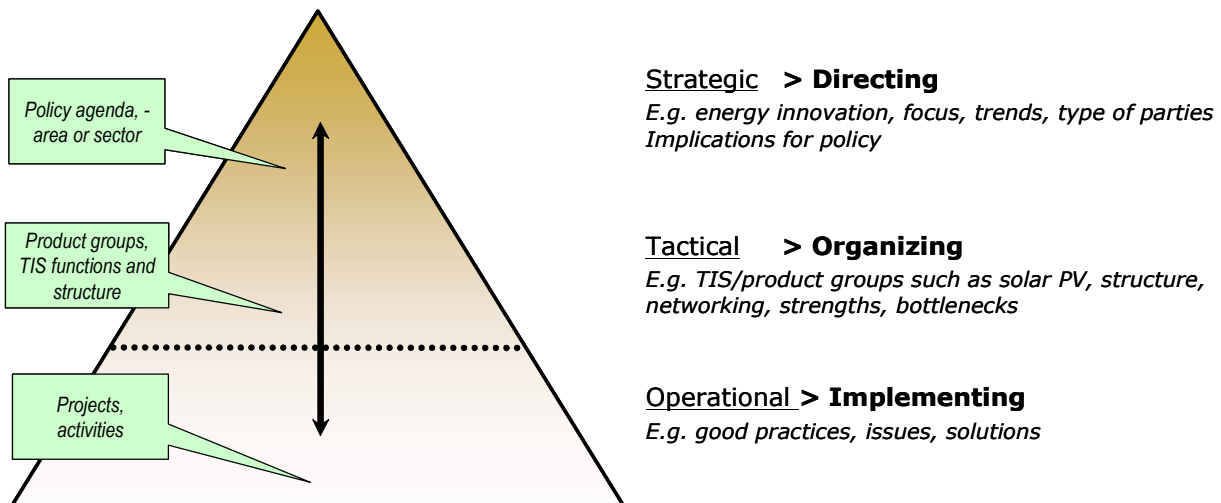 Policy agenda, -
area or sector
Strategic > Directing
E.g. energy innovation, focus, trends, type of parties
Implications for policy
Product groups,
TIS functions and
structure
Tactical > Organizing
E.g. TIS/product groups such as solar PV, structure,
networking, strengths, bottlenecks
Projects,
activities
Operational > Implementing
E.g. good practices, issues, solutions